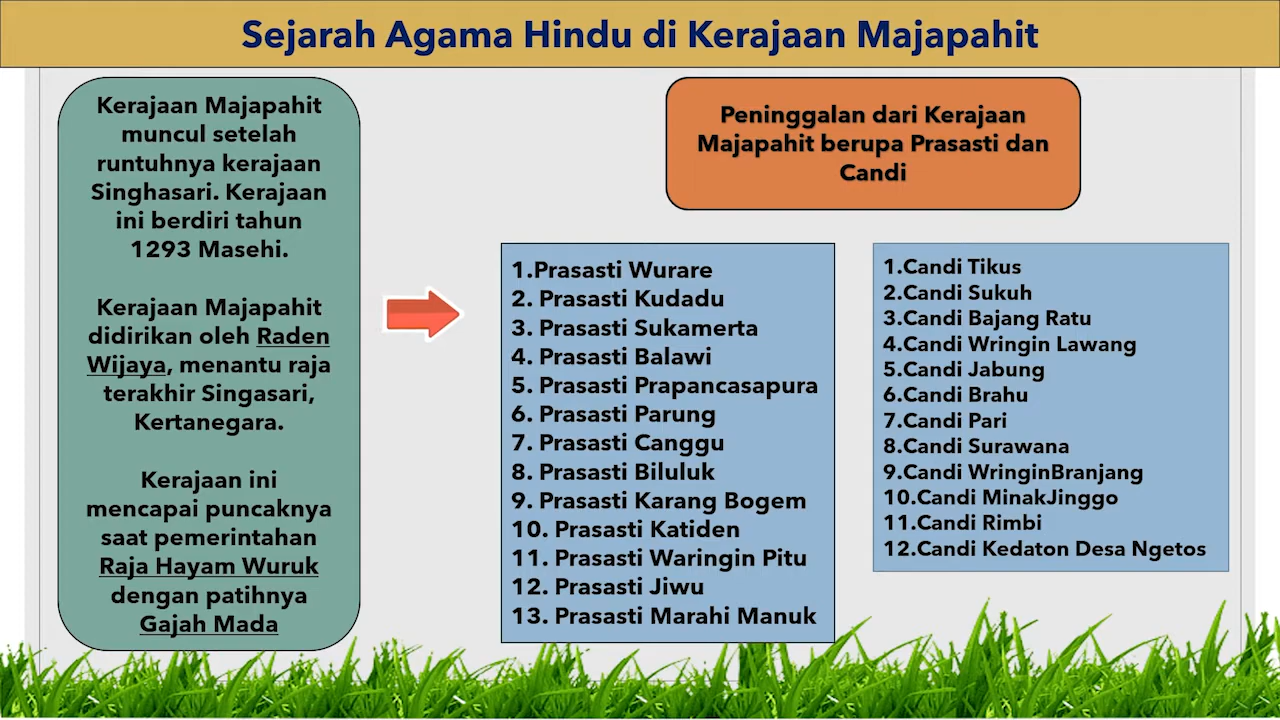 Sejarah Agama Hindu di Kerajaan Majapahit
Kerajaan Majapahit
muncul setelah
runtuhnya kerajaan
Singhasari. Kerajaan
ini berdiri tahun
1293 Masehi.
Kerajaan Majapahit
didirikan oleh Raden
Wijaya, menantu raja
terakhir Singasari,
Kertanegara.
Kerajaan ini
mencapai puncaknya
saat pemerintahan
Raja Hayam Wuruk
dengan patihnya
Gajah Mada
Peninggalan dari Kerajaan
Majapahit berupa Prasasti dan
Candi
1.Prasasti Wurare
2. Prasasti Kudadu
3. Prasasti Sukamerta
4. Prasasti Balawi
5. Prasasti Prapancasapura
6. Prasasti Parung
7. Prasasti Canggu
8. Prasasti Biluluk
9. Prasasti Karang Bogem
10. Prasasti Katiden
11. Prasasti Waringin Pitu
12. Prasasti Jiwu
13. Prasasti Marahi Manuk
1.Candi Tikus
2.Candi Sukuh
3.Candi Bajang Ratu
4.Candi Wringin Lawang
5.Candi Jabung
6.Candi Brahu
7.Candi Pari
8.Candi Surawana
9.Candi WringinBranjang
10.Candi MinakJinggo
11.Candi Rimbi
12.Candi Kedaton Desa Ngetos